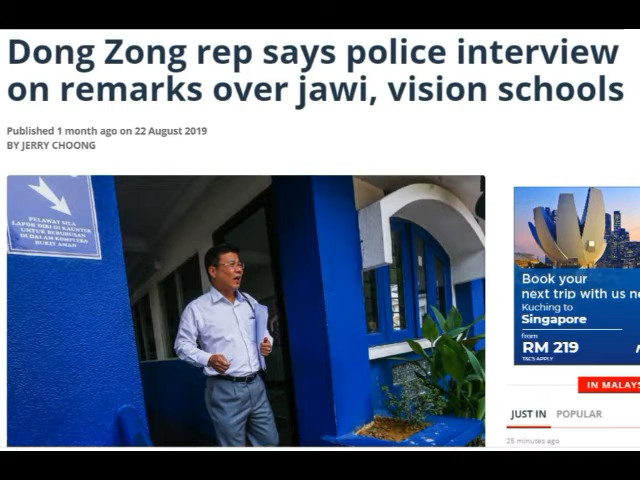 Dong Zong rep says police interview
on remarks over jawi, vision schools
Published 1 month ago on 22 August 2019
BY JERRY CHOONG
PELAWAT SILA
LAPOR DIRI DI KAUNTER
UNTUK BERURUSAN
DI DALAM KOMPLEKS
BUKIT AMAN
Book your
next trip with us
Kuching to
Singapore
from
RM 219
T&C'S APPLY
IN MALAYS
JUST IN POPULAR
25 minutes ago